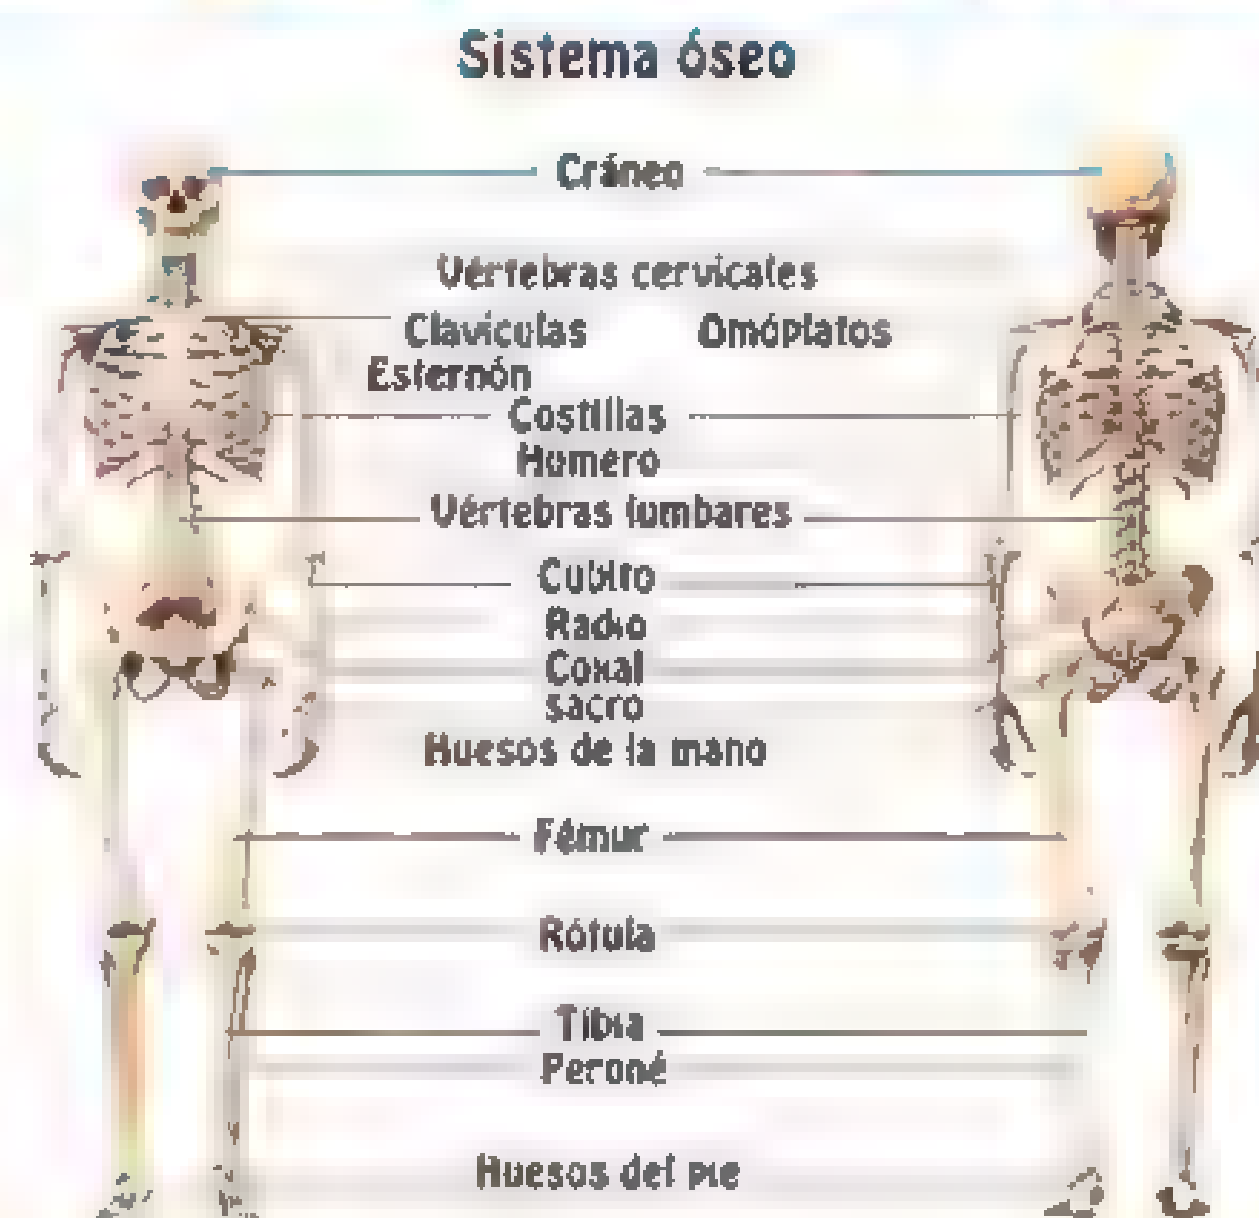 Sistema óseo
Cráneo
Vértebras cervicales
Clavículas Omóplatos
Esternón
Costillas
Húmero
Vértebras lumbares
Cúbito
Radio
Coxal
sacro
Huesos de la mano
Fémur
Rótula
Tibia
Peroné
Huesos del pie